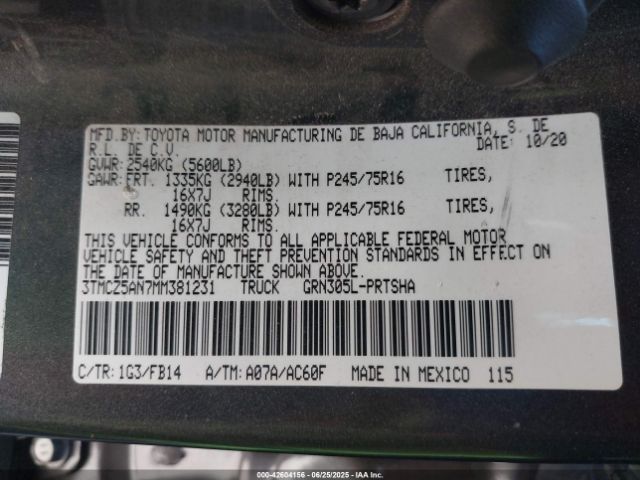 MFD.BY: TOYOTA MOTOR MANUFACTURING DE BAJA CALIFORNIA, S. DE
R.L. DE C.V. DATE: 10/20
GVWR:2540KG (5600LB)
GAWR:FRT. 1335KG (2940LB) WITH P245/75R16 TIRES,
16X7J RIMS.
RR. 1490KG (3280LB) WITH P245/75R16 TIRES,
16X7J RIMS.
THIS VEHICLE CONFORMS TO ALL APPLICABLE FEDERAL MOTOR
VEHICLE SAFETY AND THEFT PREVENTION STANDARDS IN EFFECT ON
THE DATE OF MANUFACTURE SHOWN ABOVE.
3TMCZ5AN7MM381231 TRUCK GRN305L-PRTSHA
C/TR:1G3/FB14 A/TM:A07A/AC60F MADE IN MEXICO 115
000-42604156 - 06/25/2025 - IAAI.com